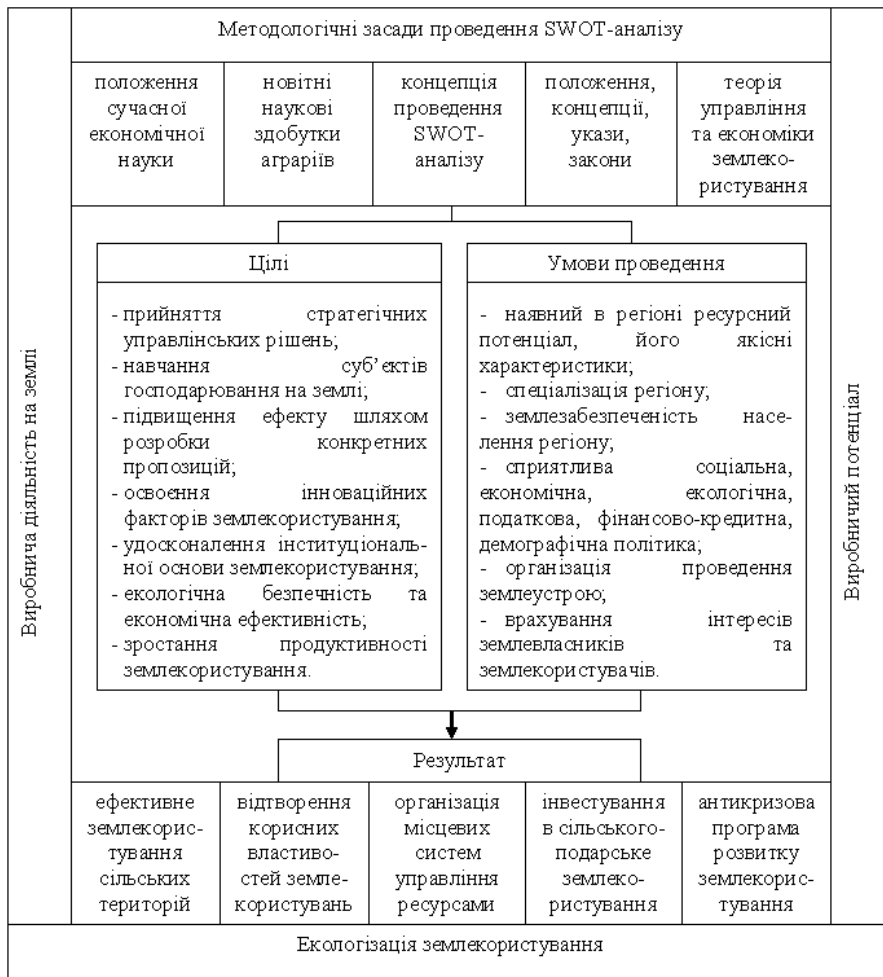 Методологічні засади проведення SWOT-аналізу
положення
сучасної
економічної
науки
новітні
наукові
здобутки
аграріїв
концепція
проведення
SWOT-
аналізу
положення,
концепції,
укази,
закони
теорія
управління
та економіки
землеко-
ристування
Виробнича діяльність на землі
Цілі
- прийняття стратегічних
управлінських рішень;
- навчання суб’єктів
господарювання на землі;
- підвищення ефекту шляхом
розробки конкретних
пропозицій;
- освоєння інноваційних
факторів землекористування;
- удосконалення інституціональ-
ної основи землекористування;
- екологічна безпечність та
економічна ефективність;
- зростання продуктивності
землекористування.
Умови проведення
- наявний в регіоні ресурсний
потенціал, його якісні
характеристики;
- спеціалізація регіону;
- землезабезпеченість насе-
лення регіону;
- сприятлива соціальна,
економічна, екологічна,
податкова, фінансово-кредитна,
демографічна політика;
- організація проведення
землеустрою;
- врахування інтересів
землевласників та
землекористувачів.
Виробничий потенціал
Результат
ефективне
землекорис-
тування
сільських
територій
відтворення
корисних
властиво-
стей земле-
користувань
організація
місцевих
систем
управління
ресурсами
інвестування
в сільського-
подарське
землеко-
ристування
антикризова
програма
розвитку
землекорис-
тування
Екологізація землекористування